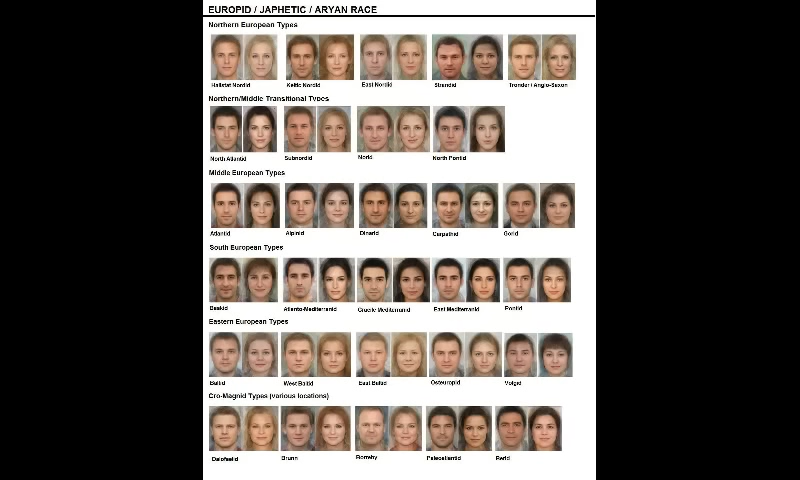 EUROPID / JAPHETIC / ARYAN RACE
Northern European Types
Hallstat Nordid Keltic Nordid East Nordid Strandid Tronder / Anglo-Saxon
Northern/Middle Transitional Types
North Atlantid Subnordid Norid North Pontid
Middle European Types
Atlantid Alpinid Dinarid Carpathid Gorid
South European Types
Baskid Atlanto-Mediterranid Gracile Mediterranid East Mediterranid Pontid
Eastern European Types
Baltid West Baltid East Baltid Osteuropid Volgid
Cro-Magnid Types (various locations)
Dalofaelid Brunn Borreby Paleoatlantid Berid